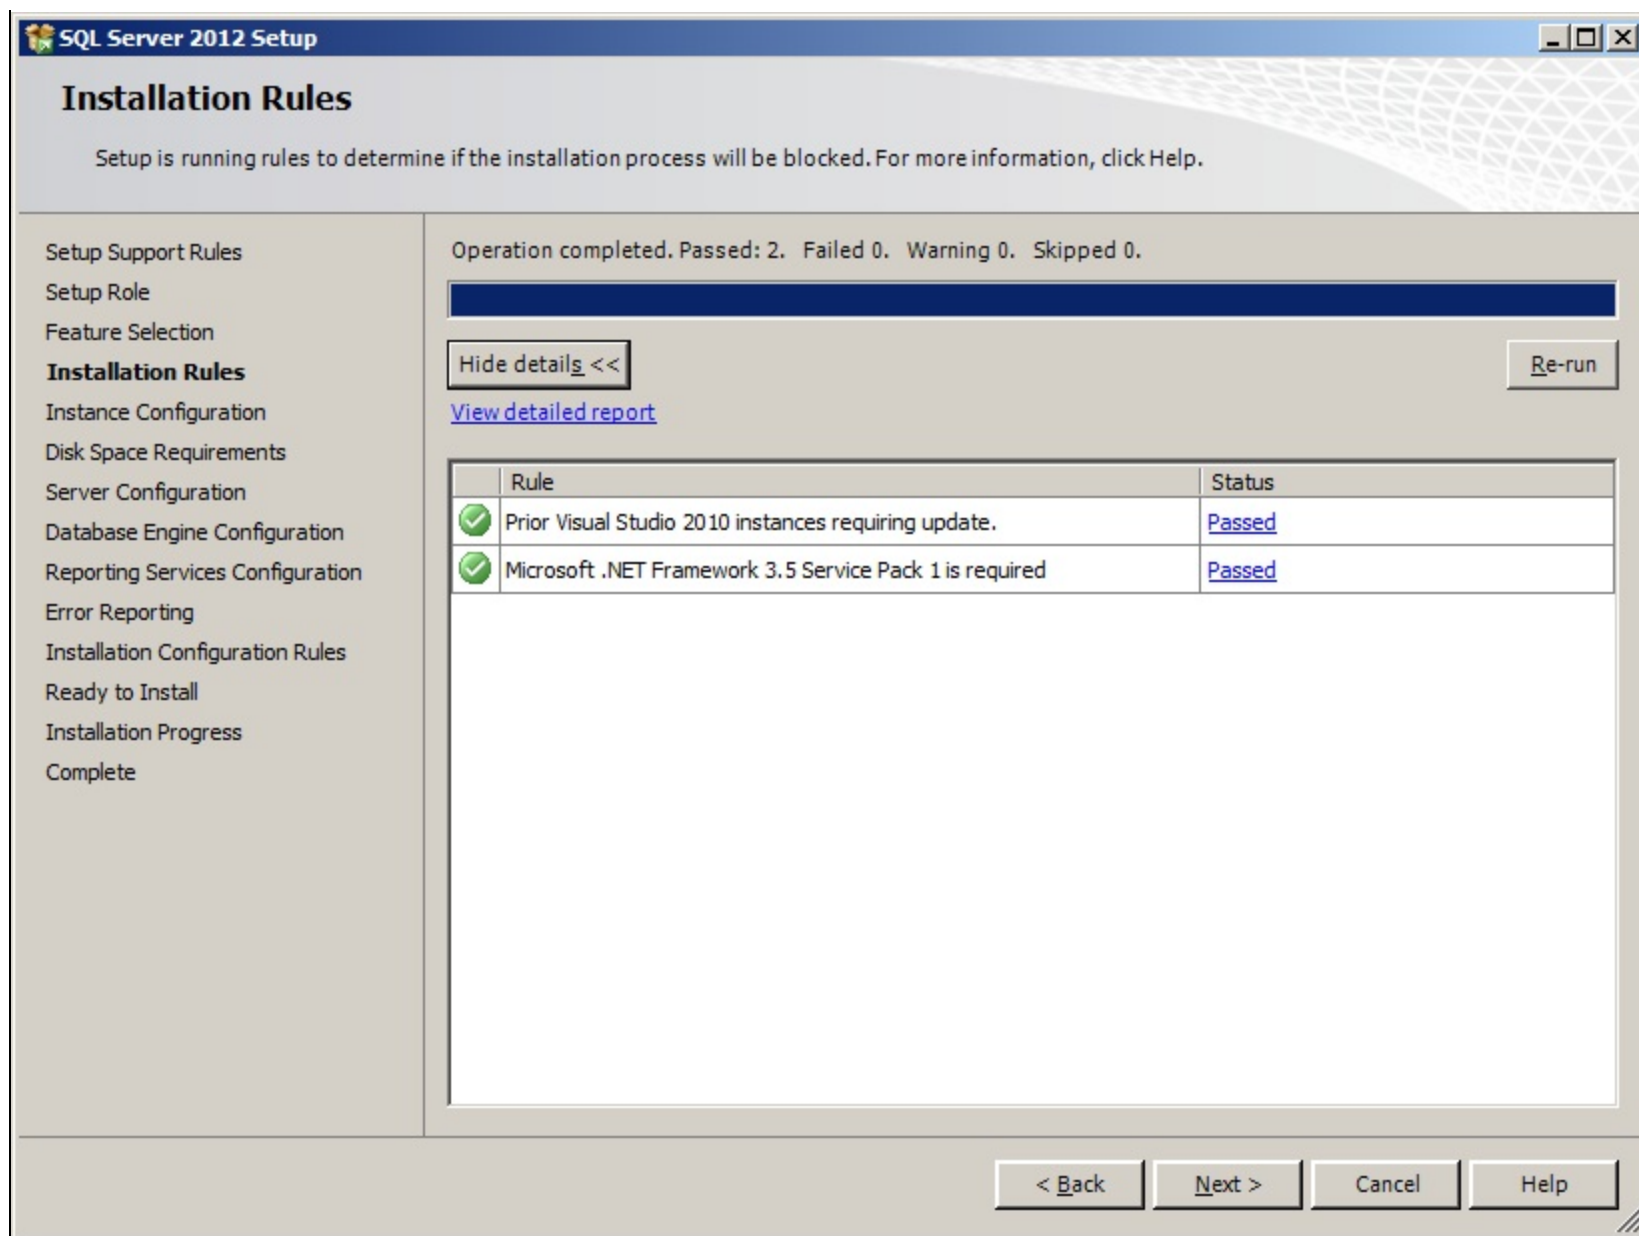 SQL Server 2012 Setup
Installation Rules
Setup is running rules to determine if the installation process will be blocked. For more information, click Help.
Setup Support Rules
Setup Role
Feature Selection
Installation Rules
Instance Configuration
Disk Space Requirements
Server Configuration
Database Engine Configuration
Reporting Services Configuration
Error Reporting
Installation Configuration Rules
Ready to Install
Installation Progress
Complete
Operation completed. Passed: 2. Failed 0. Warning 0. Skipped 0.
Hide details << Re-run
View detailed report
Rule Status
Prior Visual Studio 2010 instances requiring update. Passed
Microsoft .NET Framework 3.5 Service Pack 1 is required Passed
< Back Next > Cancel Help